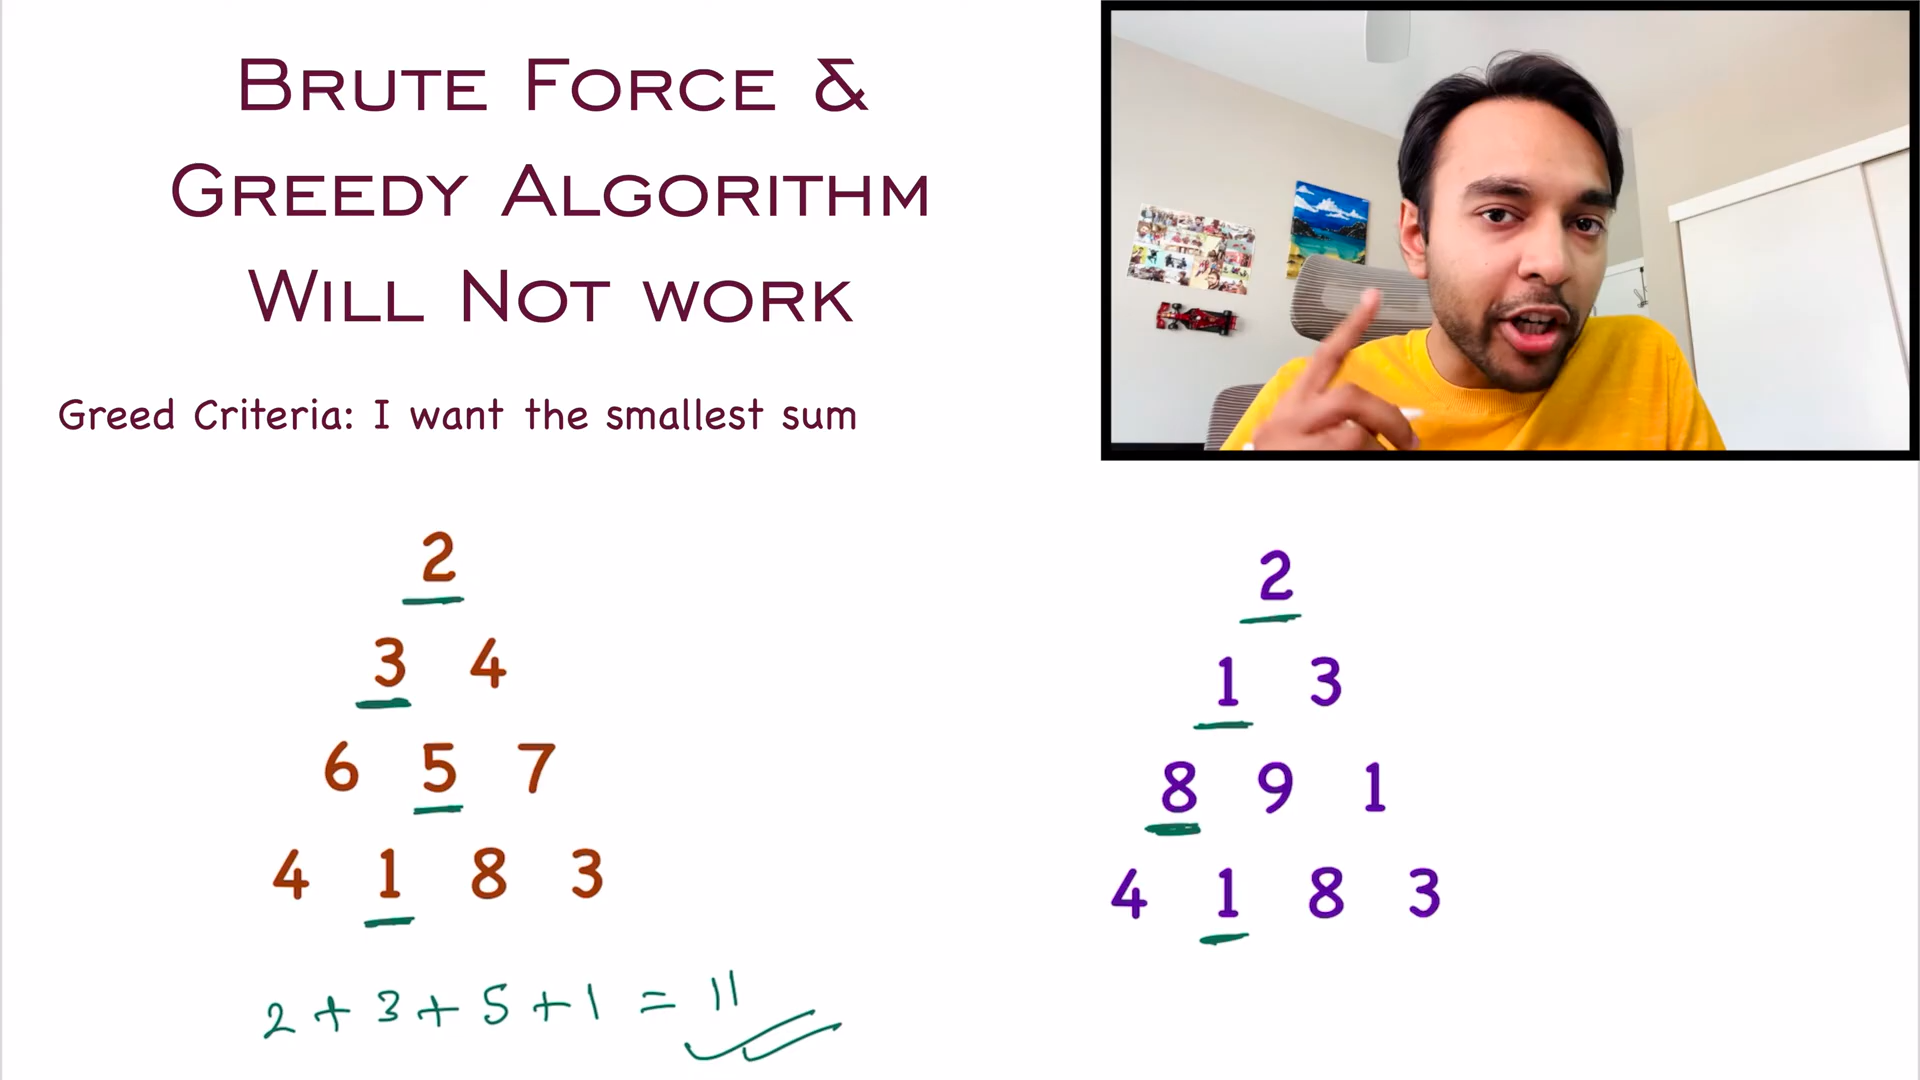 BRUTE FORCE &
GREEDY ALGORITHM
WILL NOT WORK
Greed Criteria: I want the smallest sum
2
3 4
6 5 7
4 1 8 3
2 + 3 + 5 + 1 = 11
2
1 3
8 9 1
4 1 8 3